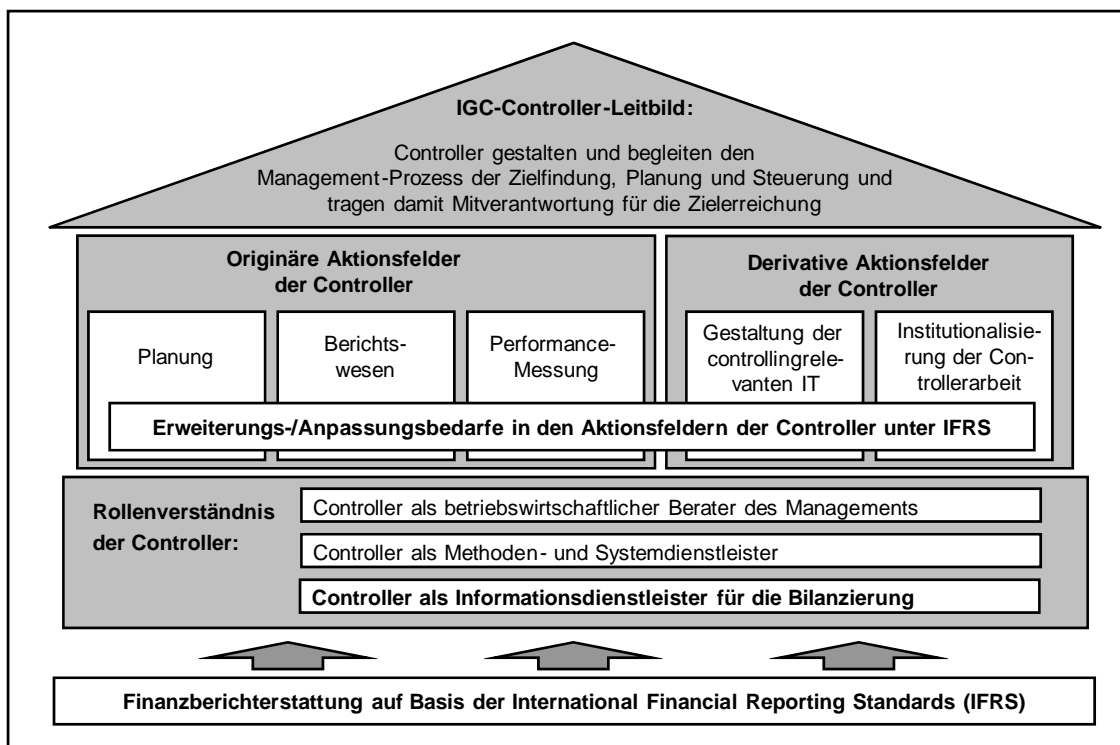 IGC-Controller-Leitbild:
Controller gestalten und begleiten den
Management-Prozess der Zielfindung, Planung und Steuerung und
tragen damit Mitverantwortung für die Zielerreichung
Originäre Aktionsfelder
der Controller
Planung
Berichts-
wesen
Performance-
Messung
Derivative Aktionsfelder
der Controller
Gestaltung der
controllingrele-
vanten IT
Institutionalisie-
rung der Con-
trollerarbeit
Erweiterungs-/Anpassungsbedarfe in den Aktionsfeldern der Controller unter IFRS
Rollenverständnis
der Controller:
Controller als betriebswirtschaftlicher Berater des Managements
Controller als Methoden- und Systemdienstleister
Controller als Informationsdienstleister für die Bilanzierung
Finanzberichterstattung auf Basis der International Financial Reporting Standards (IFRS)